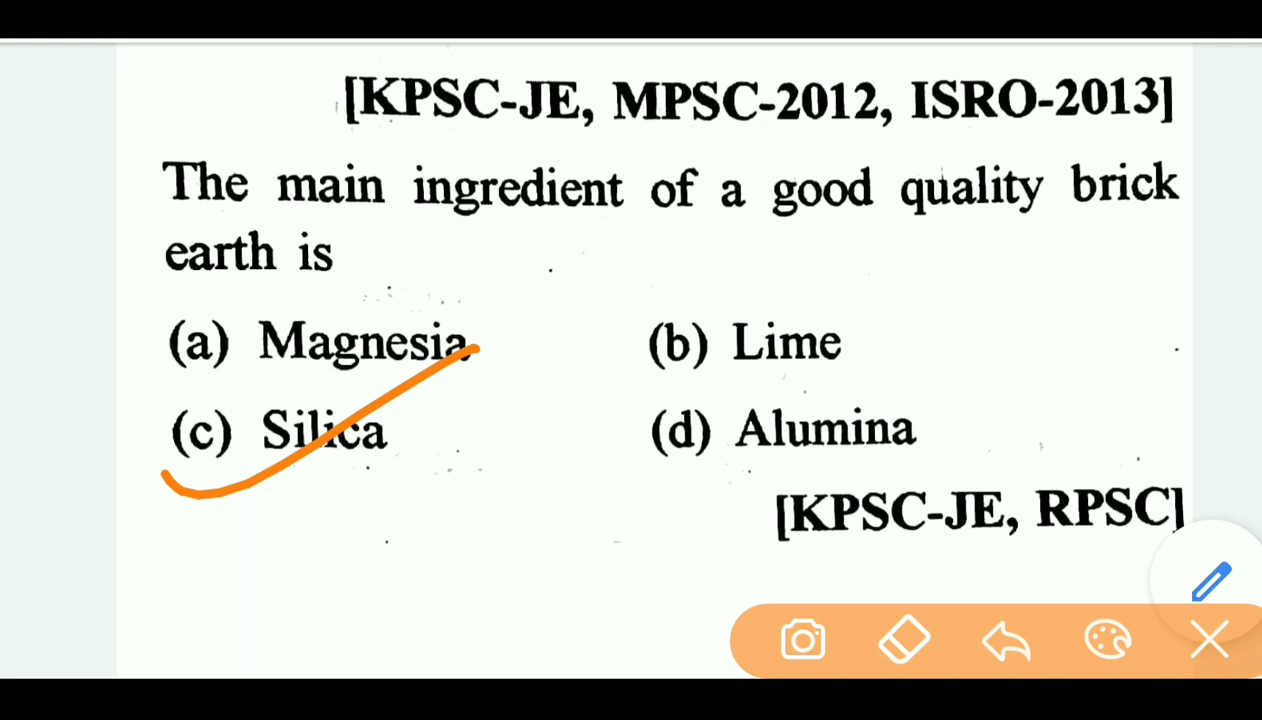 [KPSC-JE, MPSC-2012, ISRO-2013]
The main ingredient of a good quality brick
earth is
(a) Magnesia (b) Lime
(c) Silica (d) Alumina
[KPSC-JE, RPSC]